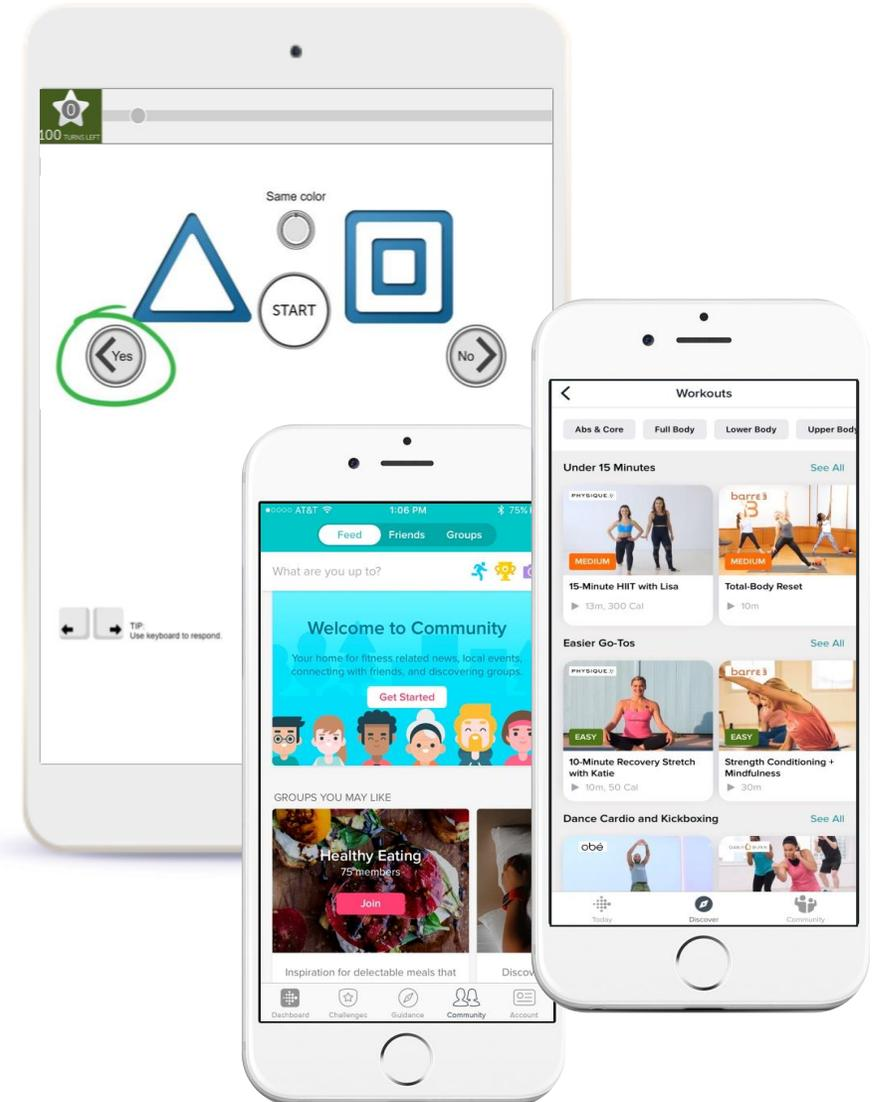 0
100 TURNS LEFT
Same color
START
Yes
No
TIP:
Use keyboard to respond.
AT&T 1:06 PM 75%
Feed Friends Groups
What are you up to?
Welcome to Community
Your home for fitness related news, local events,
connecting with friends, and discovering groups.
Get Started
GROUPS YOU MAY LIKE
Healthy Eating
75 members
Join
Inspiration for delectable meals that
Discov
Dashboard Challenges Guidance Community Account
Workouts
Abs & Core Full Body Lower Body Upper Body
Under 15 Minutes See All
PHYSIQUE 57
barre3
MEDIUM
MEDIUM
15-Minute HIIT with Lisa
13m, 300 Cal
Total-Body Reset
10m
Easier Go-Tos See All
PHYSIQUE 57
barre3
EASY
EASY
10-Minute Recovery Stretch
with Katie
10m, 50 Cal
Strength Conditioning +
Mindfulness
30m
Dance Cardio and Kickboxing See All
obé
Today Discover Community